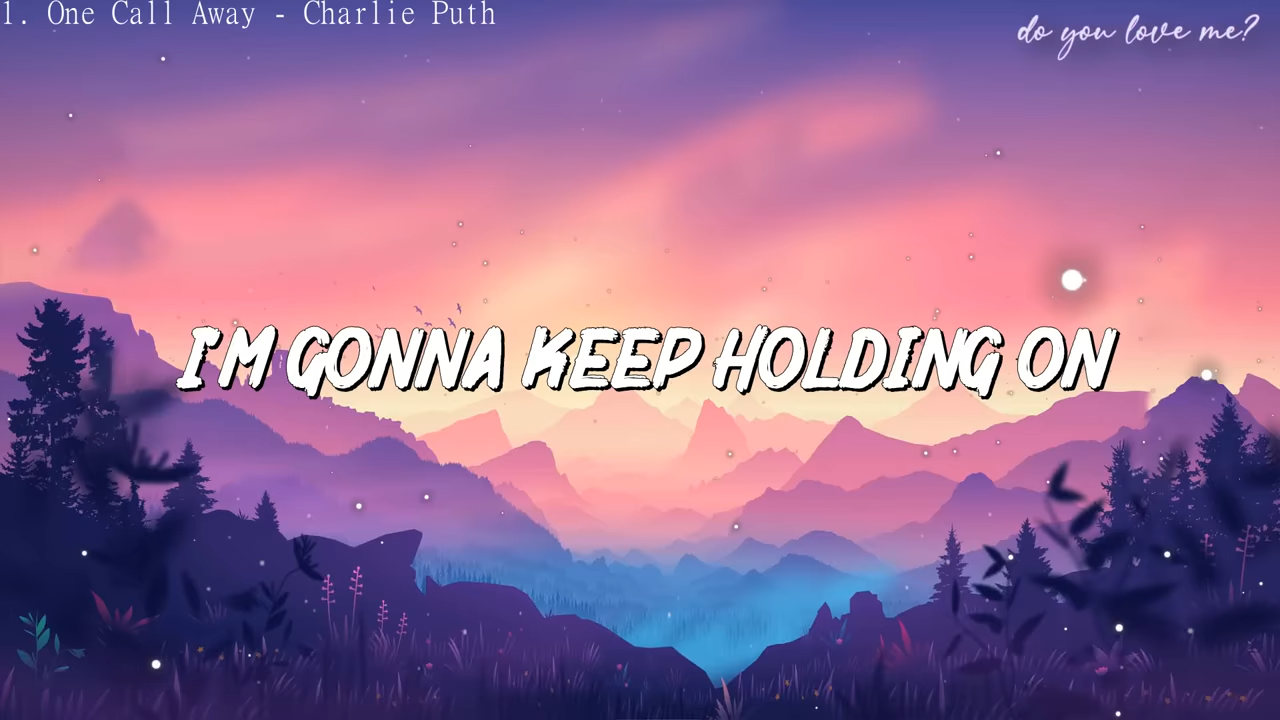 1. One Call Away - Charlie Puth
do you love me?
I'M GONNA KEEP HOLDING ON